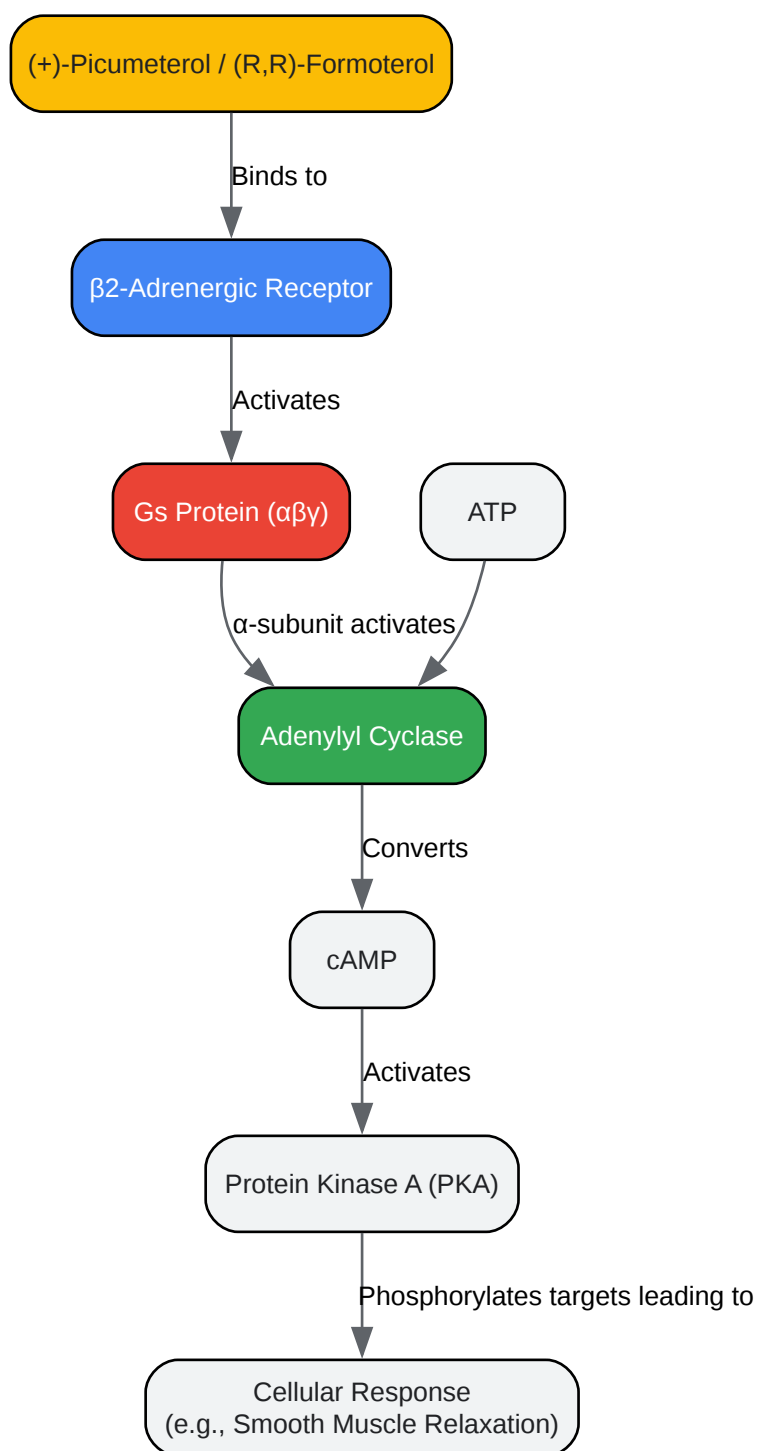 (+)-Picumeterol / (R,R)-Formoterol
Binds to
β2-Adrenergic Receptor
Activates
Gs Protein (αβγ)
ATP
α-subunit activates
Adenylyl Cyclase
Converts
cAMP
Activates
Protein Kinase A (PKA)
Phosphorylates targets leading to
Cellular Response
(e.g., Smooth Muscle Relaxation)